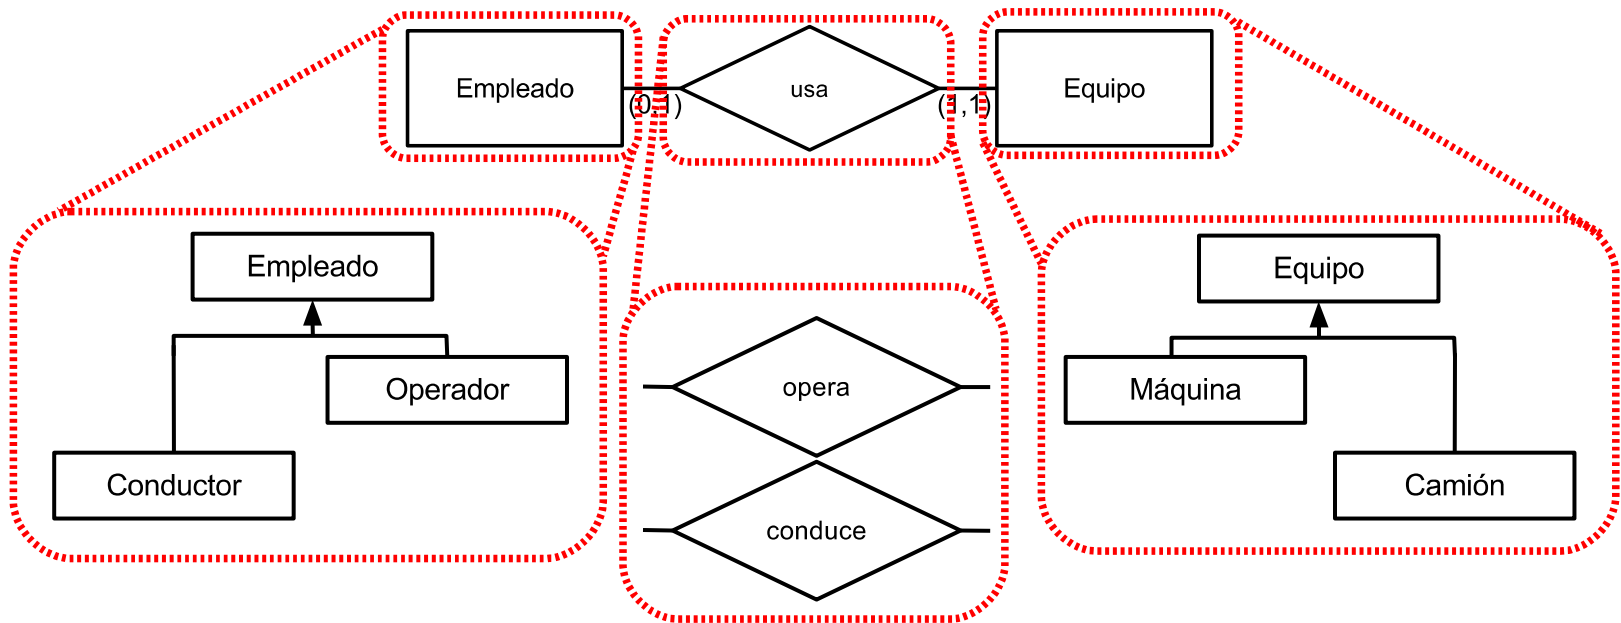 Empleado
(0,1)
usa
(1,1)
Equipo
Empleado
Operador
Conductor
opera
conduce
Equipo
Máquina
Camión